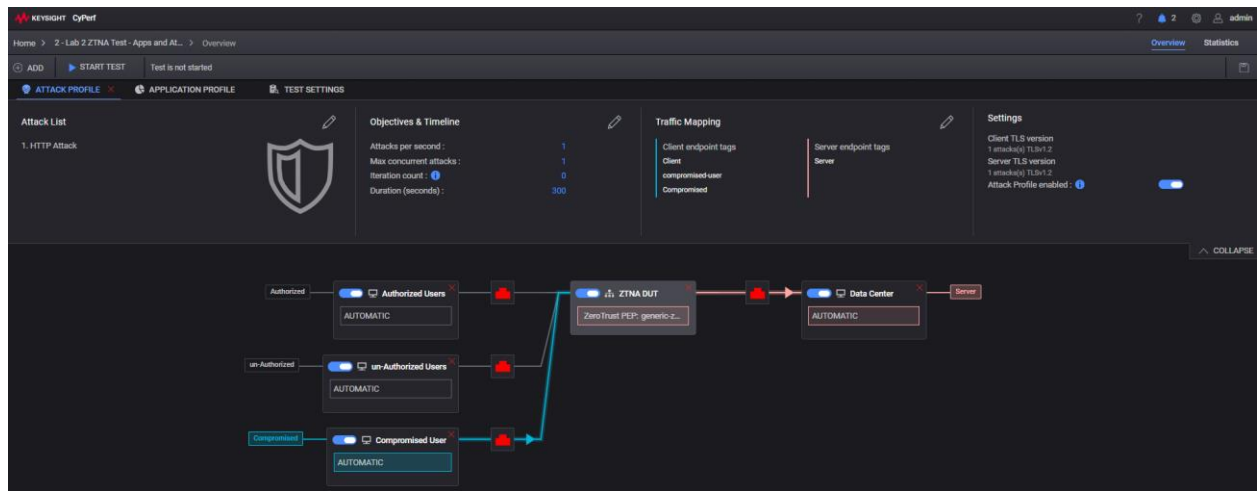 KEYSIGHT CyPerf
? 2 admin
Home > 2 - Lab 2 ZTNA Test - Apps and At... > Overview
Overview Statistics
ADD START TEST Test is not started
ATTACK PROFILE APPLICATION PROFILE TEST SETTINGS
Attack List
1. HTTP Attack
Objectives & Timeline
Attacks per second : 1
Max concurrent attacks : 1
Iteration count : 0
Duration (seconds) : 300
Traffic Mapping
Client endpoint tags
Client
compromised-user
Compromised
Server endpoint tags
Server
Settings
Client TLS version
1 attacks(s) TLSv1.2
Server TLS version
1 attacks(s) TLSv1.2
Attack Profile enabled :
COLLAPSE
Authorized
Authorized Users
AUTOMATIC
ZTNA DUT
ZeroTrust PEP: generic-z...
Data Center
AUTOMATIC
Server
un-Authorized
un-Authorized Users
AUTOMATIC
Compromised
Compromised User
AUTOMATIC